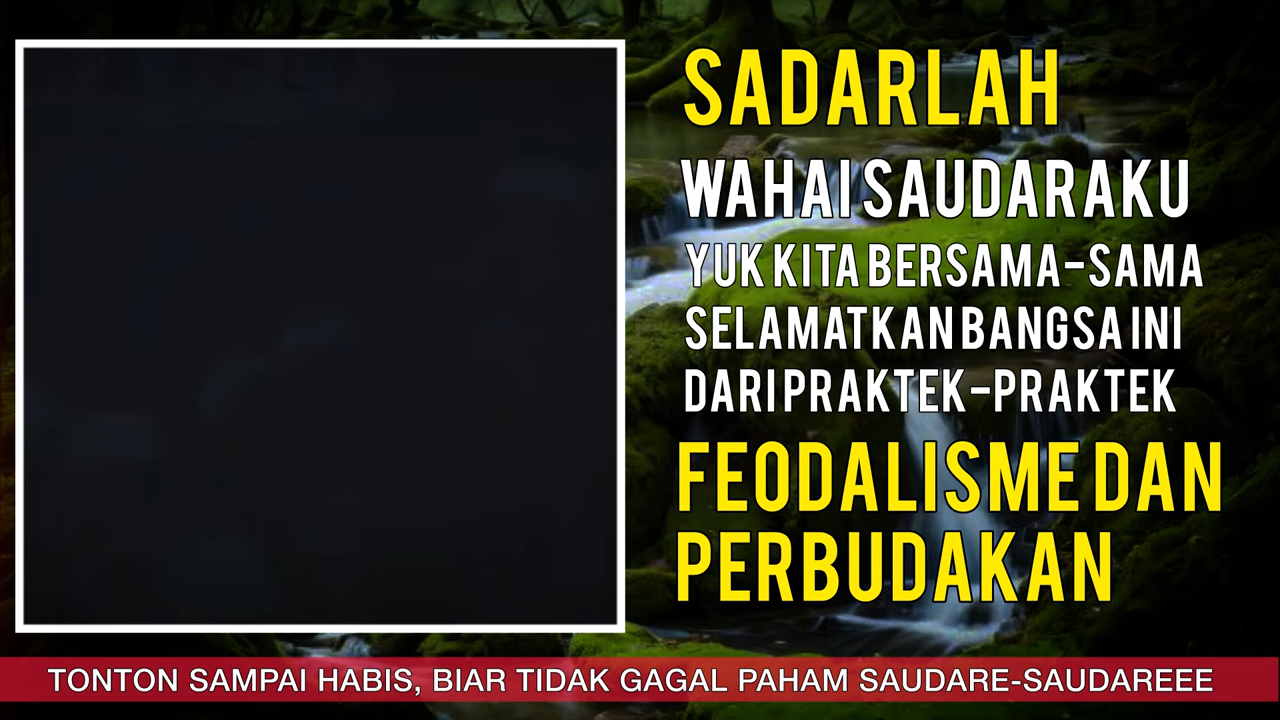 SADARLAH
WAHAI SAUDARAKU
YUK KITA BERSAMA-SAMA
SELAMATKAN BANGSA INI
DARI PRAKTEK-PRAKTEK
FEODALISME DAN
PERBUDAKAN
TONTON SAMPAI HABIS, BIAR TIDAK GAGAL PAHAM SAUDARE-SAUDAREEE